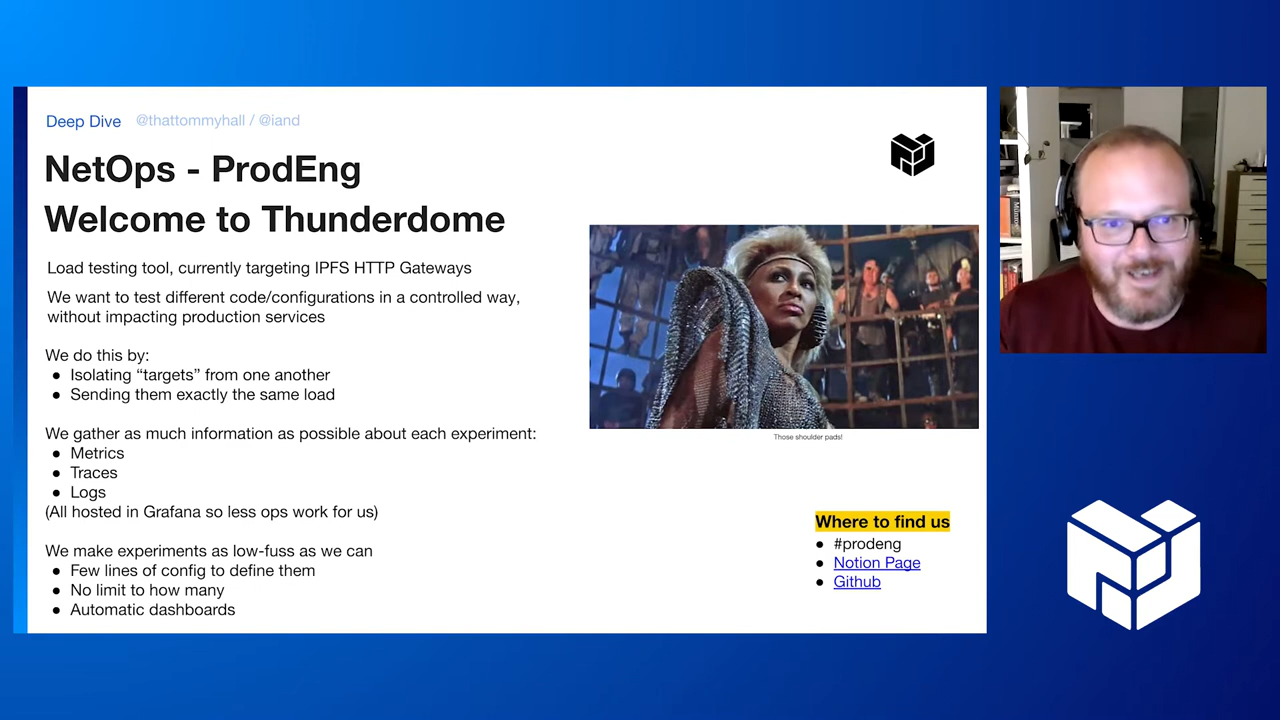 Deep Dive @thattommyhall / @iand
NetOps - ProdEng
Welcome to Thunderdome
Load testing tool, currently targeting IPFS HTTP Gateways
We want to test different code/configurations in a controlled way,
without impacting production services
We do this by:
● Isolating “targets” from one another
● Sending them exactly the same load
We gather as much information as possible about each experiment:
● Metrics
● Traces
● Logs
(All hosted in Grafana so less ops work for us)
We make experiments as low-fuss as we can
● Few lines of config to define them
● No limit to how many
● Automatic dashboards
Those shoulder pads!
Where to find us
● #prodeng
● Notion Page
● Github